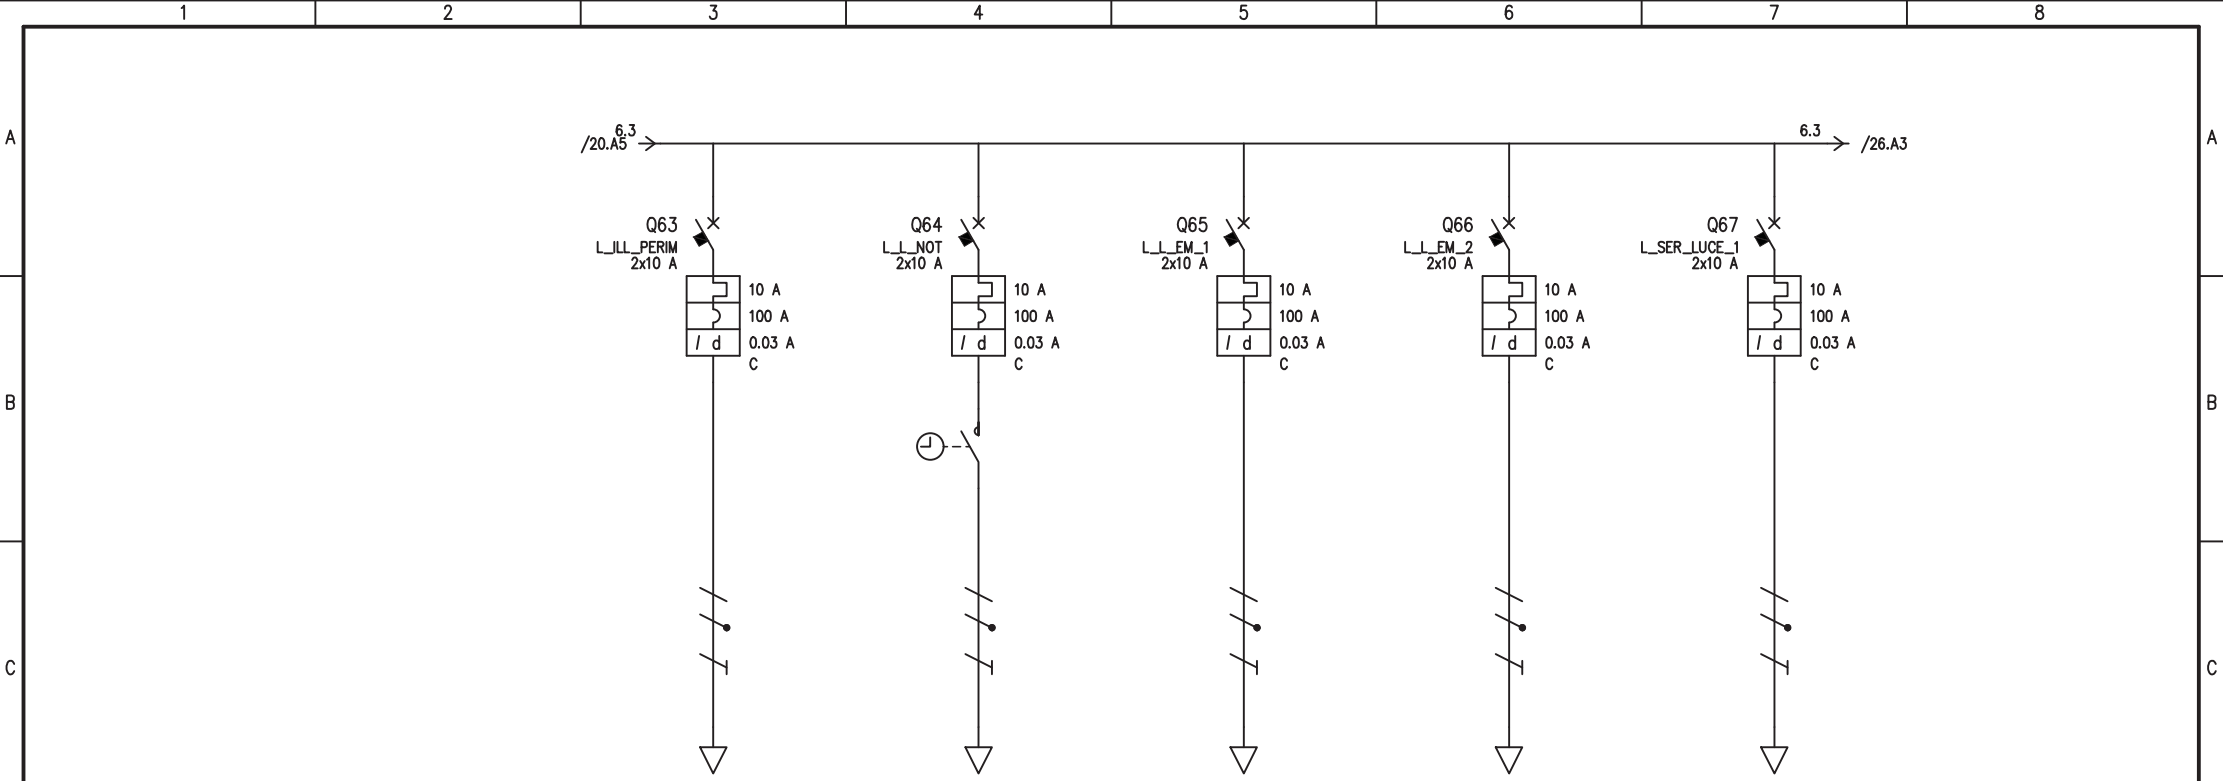 1 2 3 4 5 6 7 8
A A
6.3 6.3
/20.A5 /26.A3
Q63 Q64 Q65 Q66 Q67
L_ILL_PERIM L_L_NOT L_L_EM_1 L_L_EM_2 L_SER_LUCE_1
2x10 A 2x10 A 2x10 A 2x10 A 2x10 A
10 A 10 A 10 A 10 A 10 A
100 A 100 A 100 A 100 A 100 A
I d 0.03 A I d 0.03 A I d 0.03 A I d 0.03 A I d 0.03 A
C C C C C
B B
C C